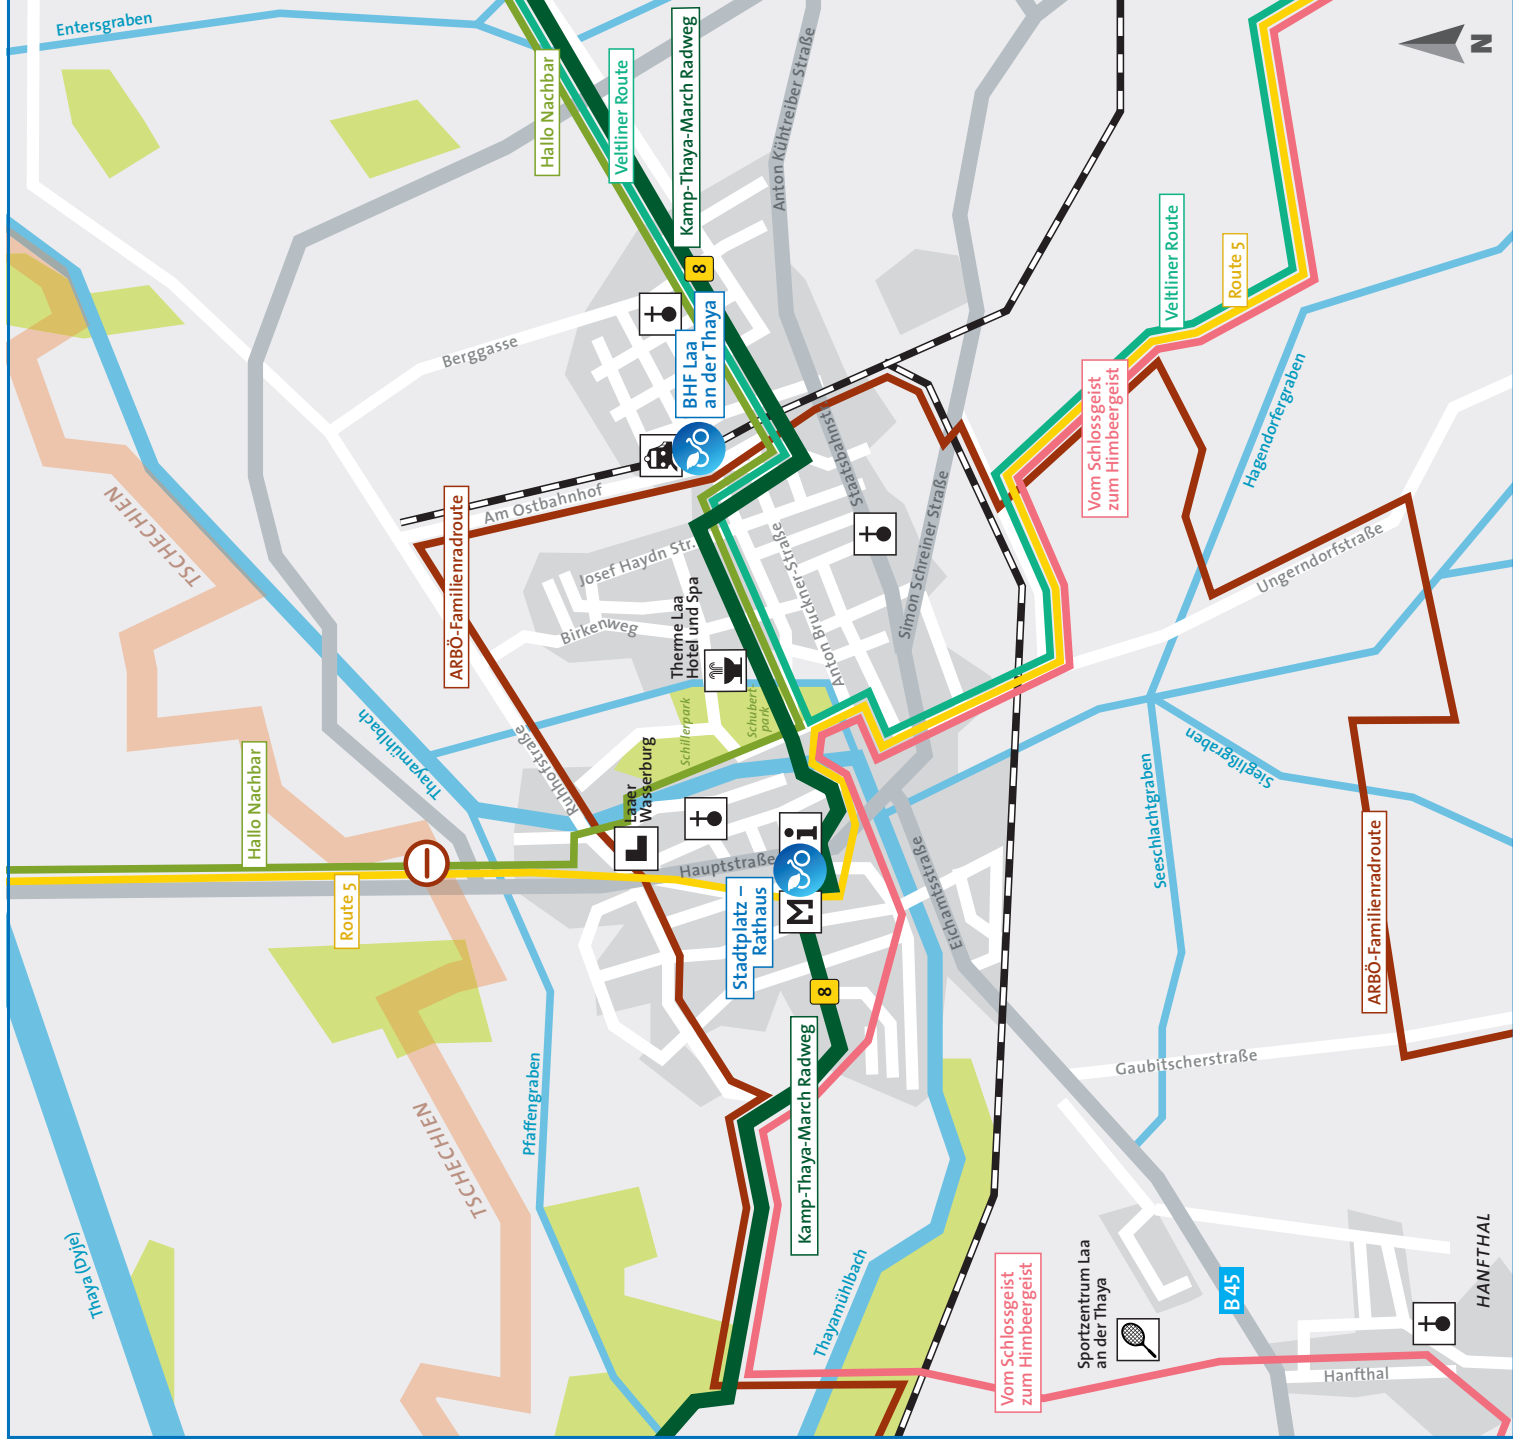 Entersgraben
Hallo Nachbar
Veltliner Route
Kamp-Thaya-March Radweg
8
Anton Kühtreiber Straße
N
Berggasse
BHF Laa
an der Thaya
Veltliner Route
Route 5
Vom Schlossgeist
zum Himbeergeist
Hagendorfergraben
TSCHECHIEN
ARBÖ-Familienradroute
Am Ostbahnhof
Josef Haydn Str.
Birkenweg
Therme Laa
Hotel und Spa
Staatsbahnstr.
Anton Bruckner-Straße
Simon Schreiner Straße
Ungerndorfstraße
Thayamühlbach
Ruhhofstraße
Schillerpark
Schubert
park
Laaer
Wasserburg
Hallo Nachbar
Route 5
Hauptstraße
i
M
Stadtplatz –
Rathaus
8
Eichamtsstraße
Seeschlachtgraben
Sieglißgraben
ARBÖ-Familienradroute
Kamp-Thaya-March Radweg
Pfaffengraben
TSCHECHIEN
Thaya (Dyje)
Gaubitscherstraße
Thayamühlbach
Vom Schlossgeist
zum Himbeergeist
Sportzentrum Laa
an der Thaya
B45
Hanfthal
HANFTHAL